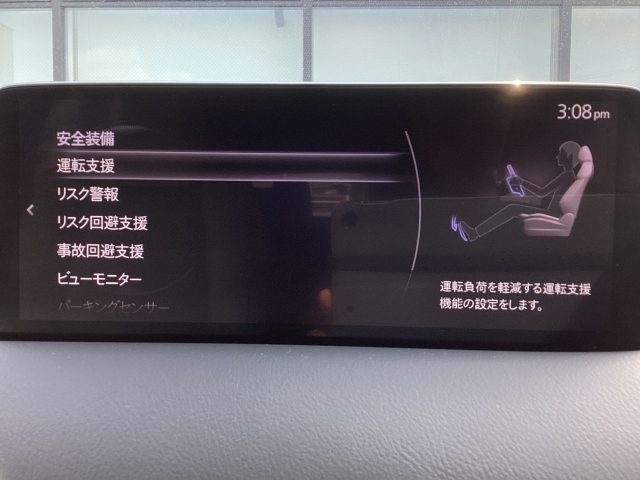 3:08pm
安全装備
運転支援
リスク警報
リスク回避支援
事故回避支援
ビューモニター
パーキングセンサー
運転負荷を軽減する運転支援
機能の設定をします。